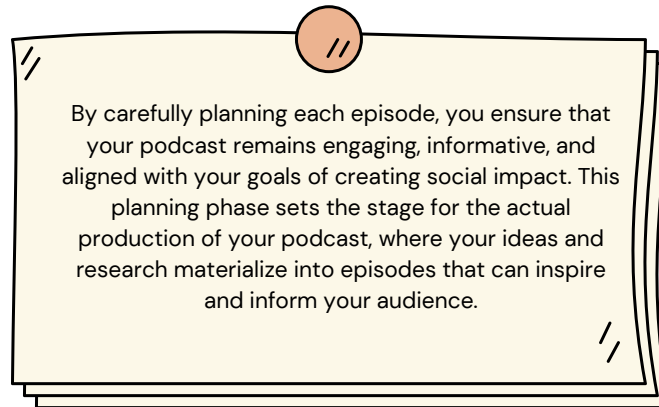 By carefully planning each episode, you ensure that
your podcast remains engaging, informative, and
aligned with your goals of creating social impact. This
planning phase sets the stage for the actual
production of your podcast, where your ideas and
research materialize into episodes that can inspire
and inform your audience.